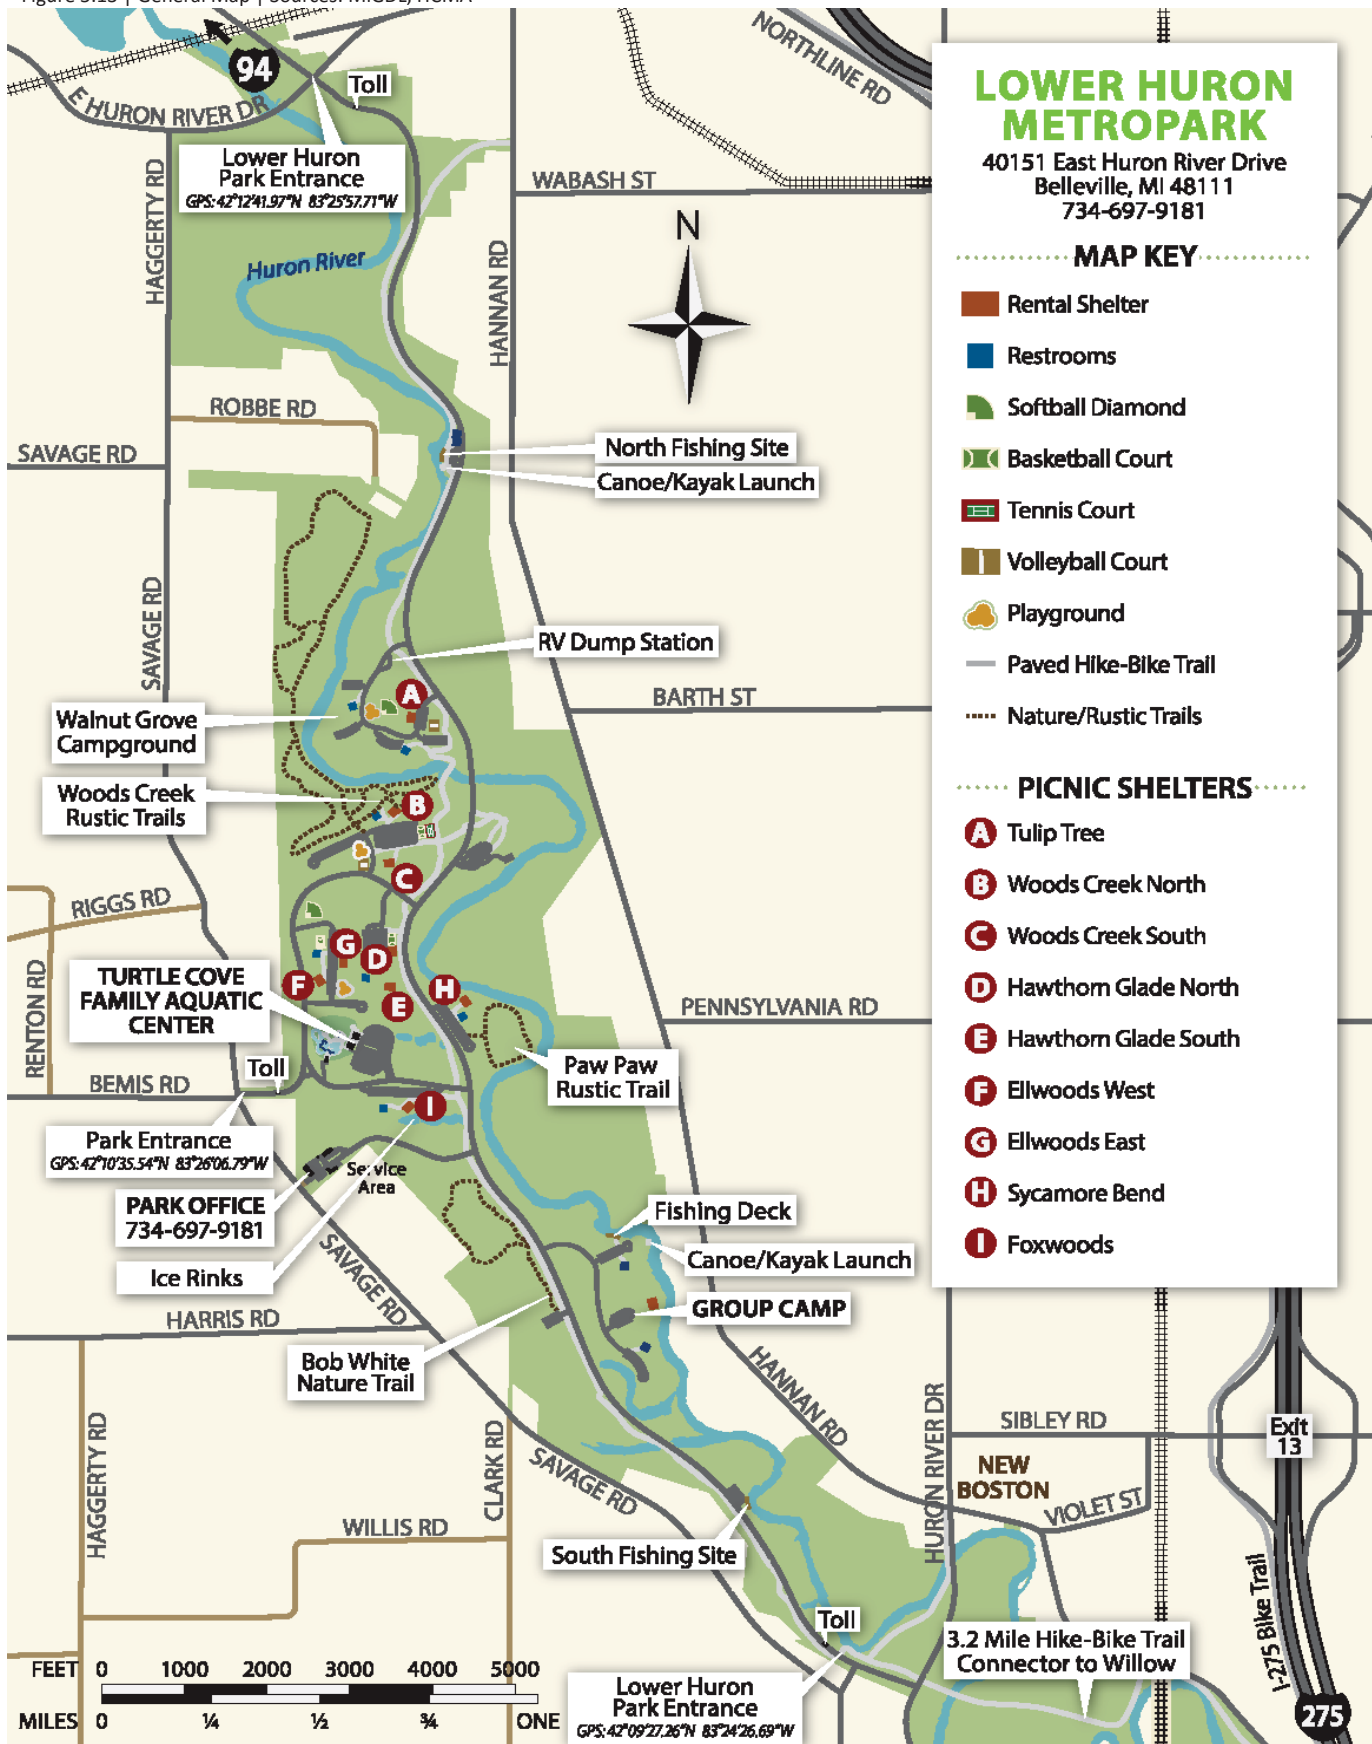 Figure 3.13 | General Map | Sources: MIGDL, HCMA
94
Toll
E HURON RIVER DR
NORTHLINE RD
Lower Huron
Park Entrance
GPS: 42°12'41.97"N 83°25'57.71"W
HAGGERTY RD
WABASH ST
N
Huron River
HANNAN RD
ROBBE RD
SAVAGE RD
North Fishing Site
Canoe/Kayak Launch
SAVAGE RD
RV Dump Station
A
BARTH ST
Walnut Grove
Campground
Woods Creek
Rustic Trails
B
C
RIGGS RD
RENTON RD
G
D
F
E
H
TURTLE COVE
FAMILY AQUATIC
CENTER
PENNSYLVANIA RD
Paw Paw
Rustic Trail
Toll
BEMIS RD
I
Park Entrance
GPS: 42°10'35.54"N 83°26'06.79"W
Service
Area
PARK OFFICE
734-697-9181
Ice Rinks
SAVAGE RD
Fishing Deck
Canoe/Kayak Launch
GROUP CAMP
HARRIS RD
Bob White
Nature Trail
HANNAN RD
HAGGERTY RD
CLARK RD
SAVAGE RD
HURON RIVER DR
SIBLEY RD
Exit
13
NEW
BOSTON
VIOLET ST
WILLIS RD
South Fishing Site
I-275 Bike Trail
Toll
3.2 Mile Hike-Bike Trail
Connector to Willow
275
Lower Huron
Park Entrance
GPS: 42°09'27.26"N 83°24'26.69"W
FEET 0 1000 2000 3000 4000 5000
MILES 0 ¼ ½ ¾ ONE
LOWER HURON
METROPARK
40151 East Huron River Drive
Belleville, MI 48111
734-697-9181
MAP KEY
Rental Shelter
Restrooms
Softball Diamond
Basketball Court
Tennis Court
Volleyball Court
Playground
Paved Hike-Bike Trail
Nature/Rustic Trails
PICNIC SHELTERS
A Tulip Tree
B Woods Creek North
C Woods Creek South
D Hawthorn Glade North
E Hawthorn Glade South
F Ellwoods West
G Ellwoods East
H Sycamore Bend
I Foxwoods